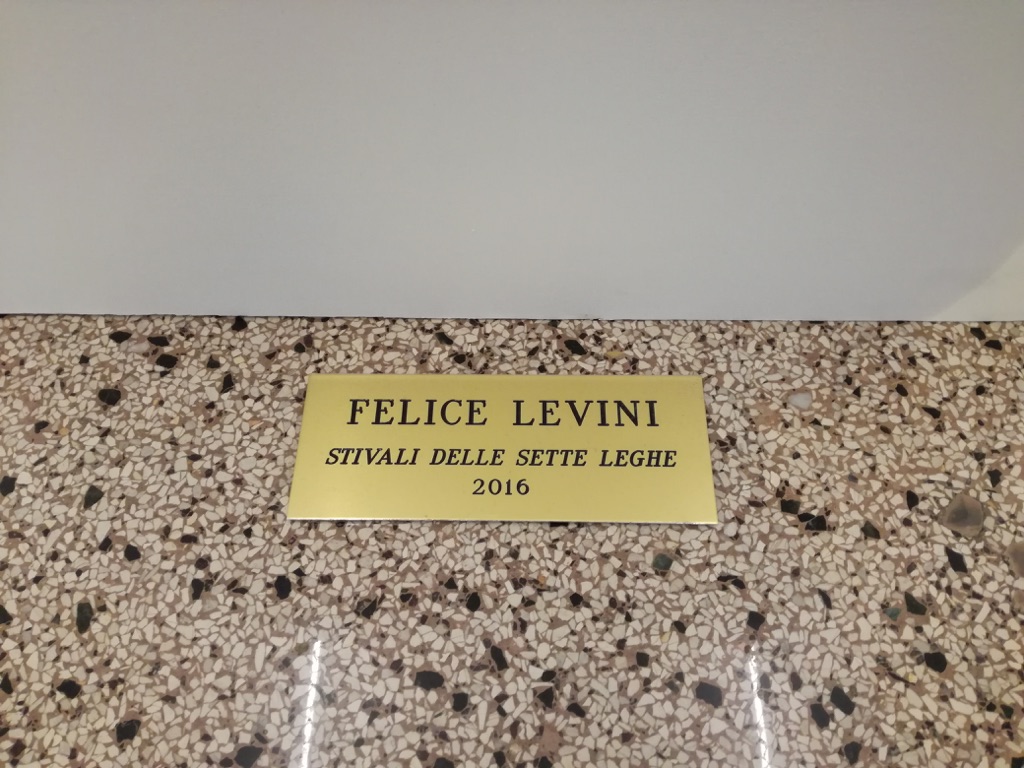 FELICE LEVINI
STIVALI DELLE SETTE LEGHE
2016